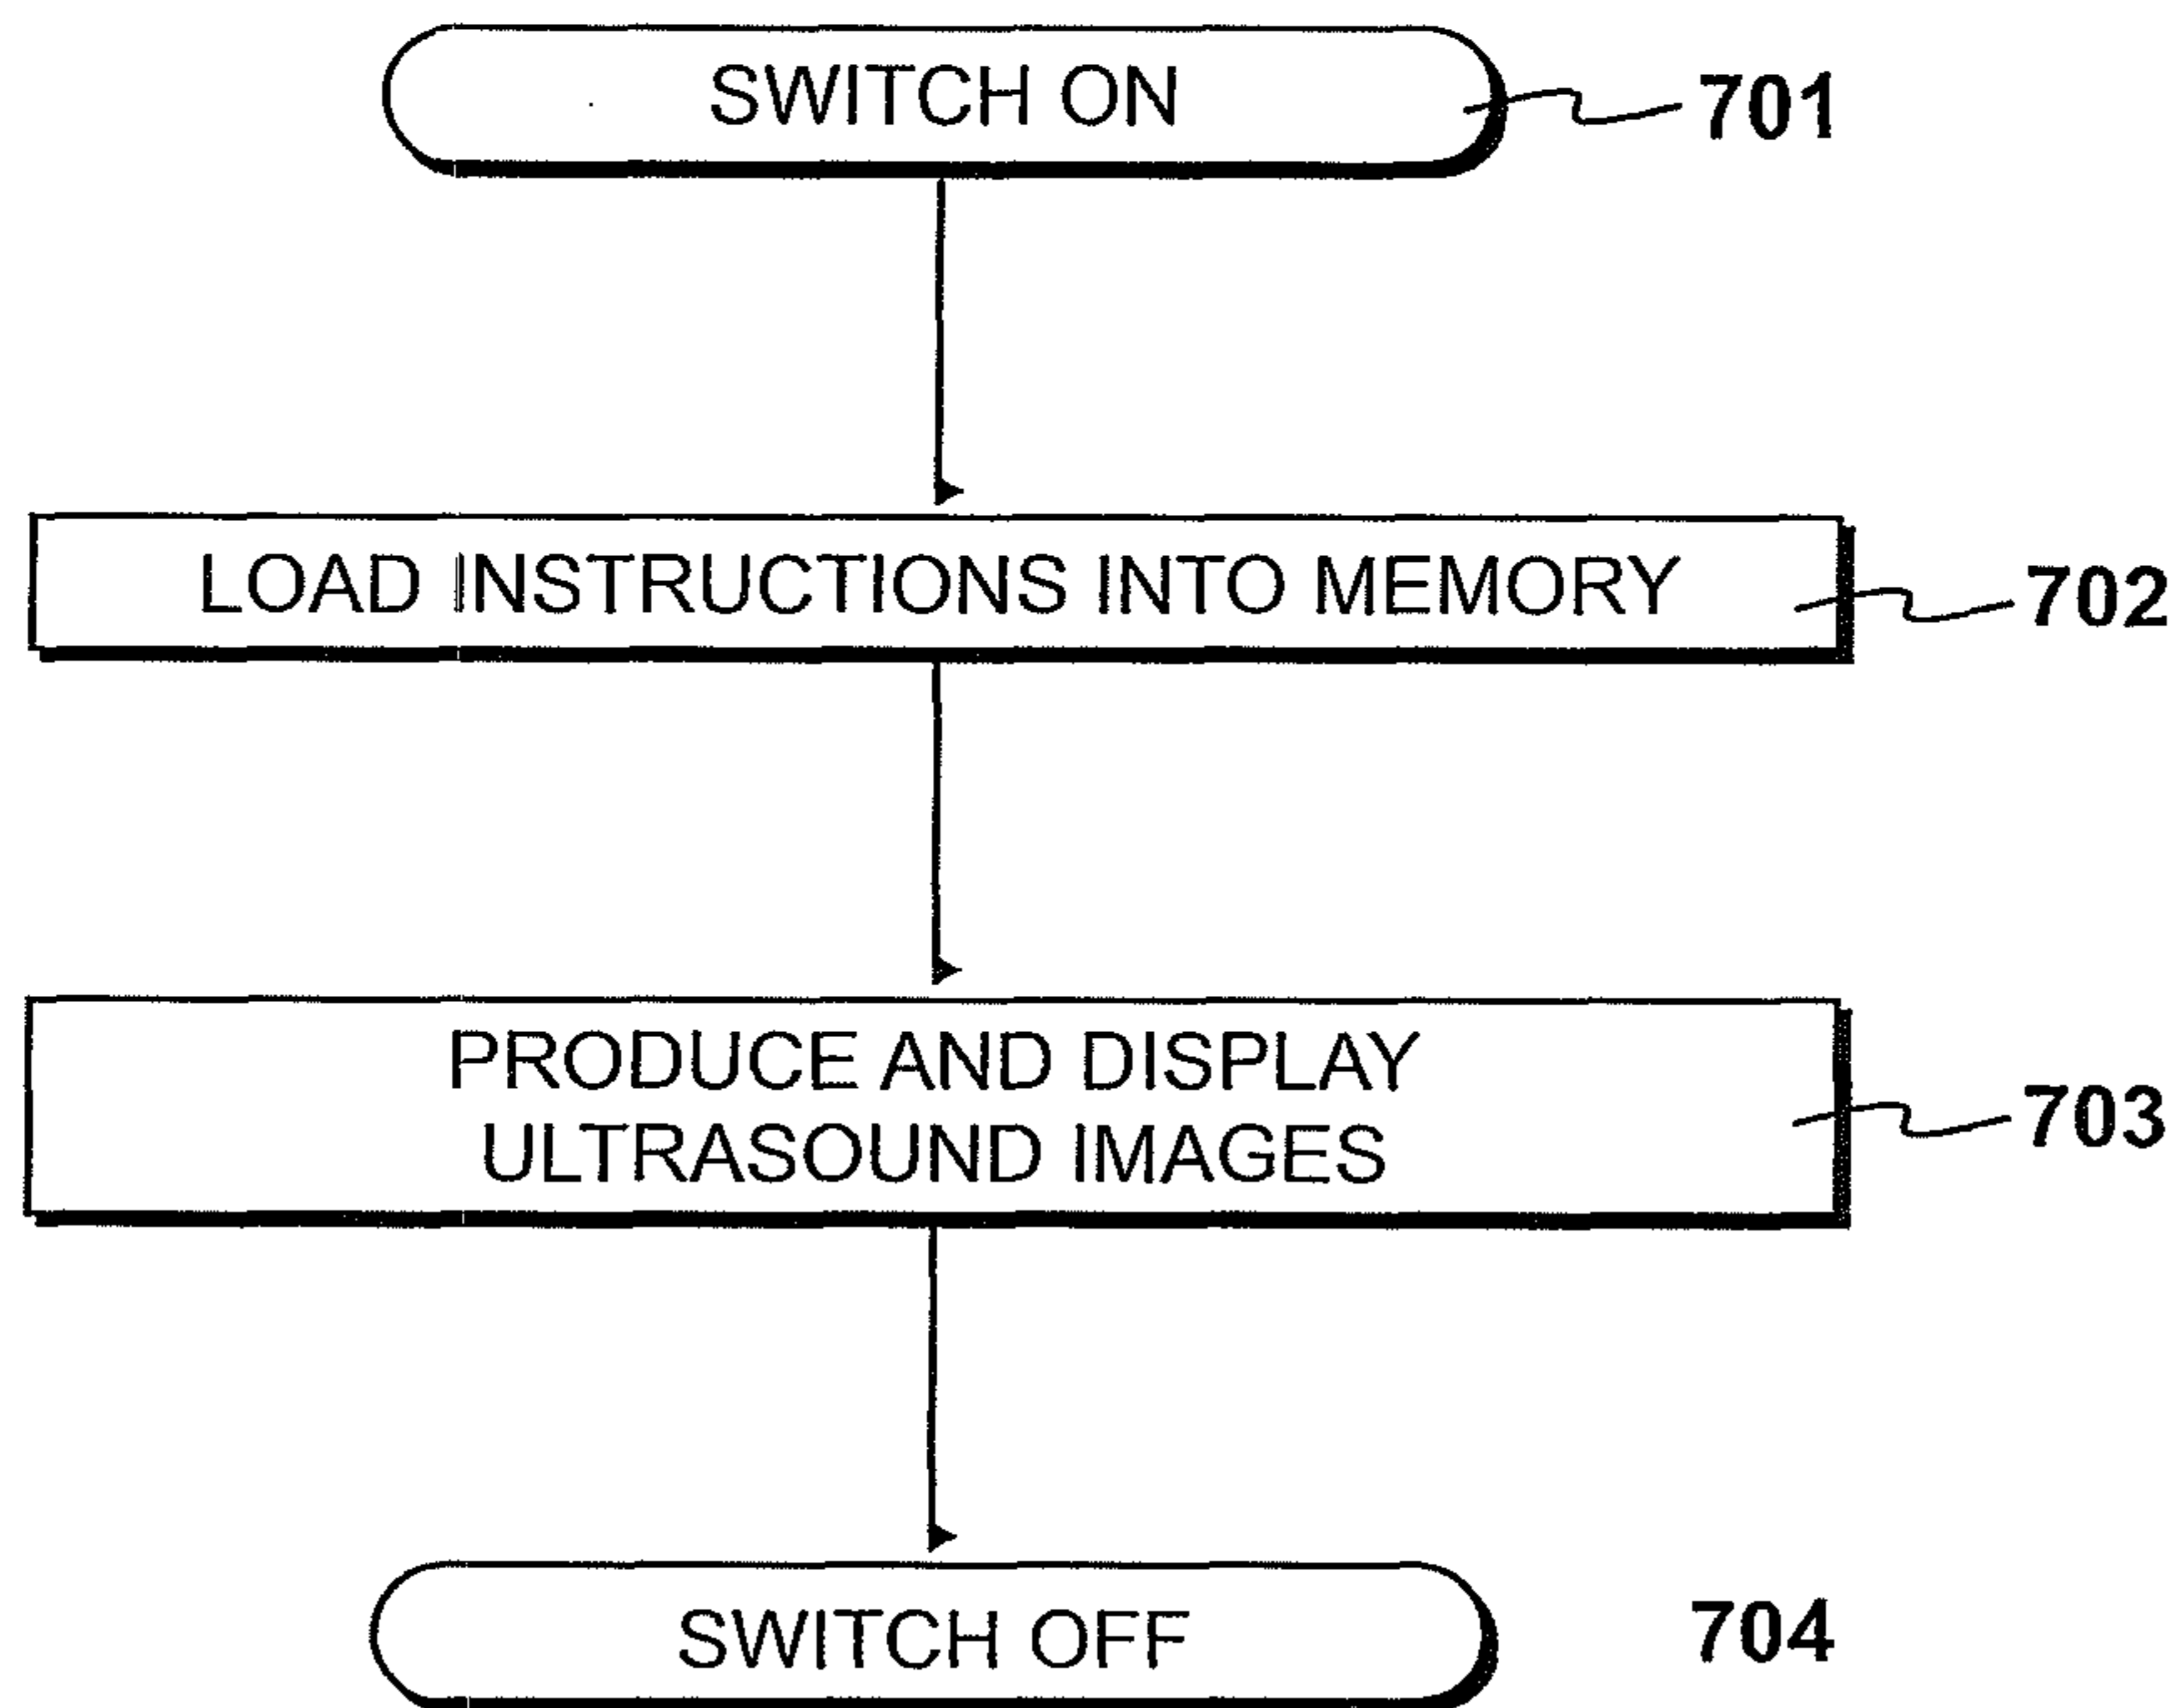 SWITCH ON
701
LOAD INSTRUCTIONS INTO MEMORY
702
PRODUCE AND DISPLAY
ULTRASOUND IMAGES
703
SWITCH OFF
704